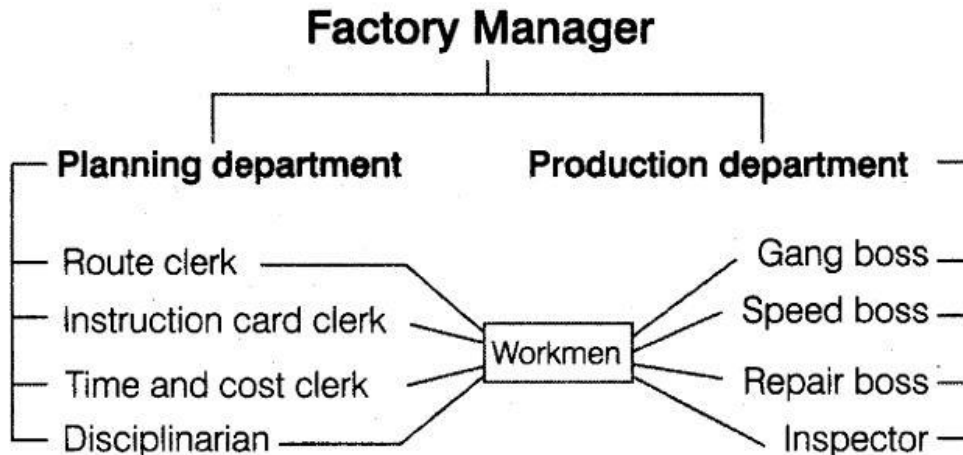 Factory Manager
Planning department
Production department
Route clerk
Instruction card clerk
Time and cost clerk
Disciplinarian
Workmen
Gang boss
Speed boss
Repair boss
Inspector